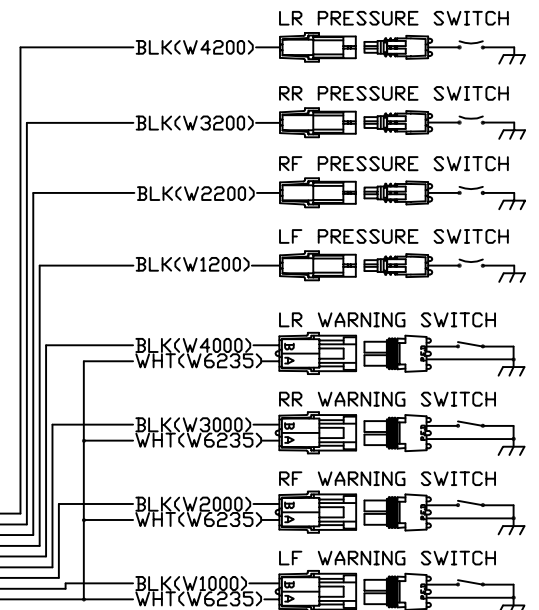 LR PRESSURE SWITCH
BLK(W4200)
RR PRESSURE SWITCH
BLK(W3200)
RF PRESSURE SWITCH
BLK(W2200)
LF PRESSURE SWITCH
BLK(W1200)
LR WARNING SWITCH
BLK(W4000) B
WHT(W6235) A
RR WARNING SWITCH
BLK(W3000) B
WHT(W6235) A
RF WARNING SWITCH
BLK(W2000) B
WHT(W6235) A
LF WARNING SWITCH
BLK(W1000) B
WHT(W6235) A